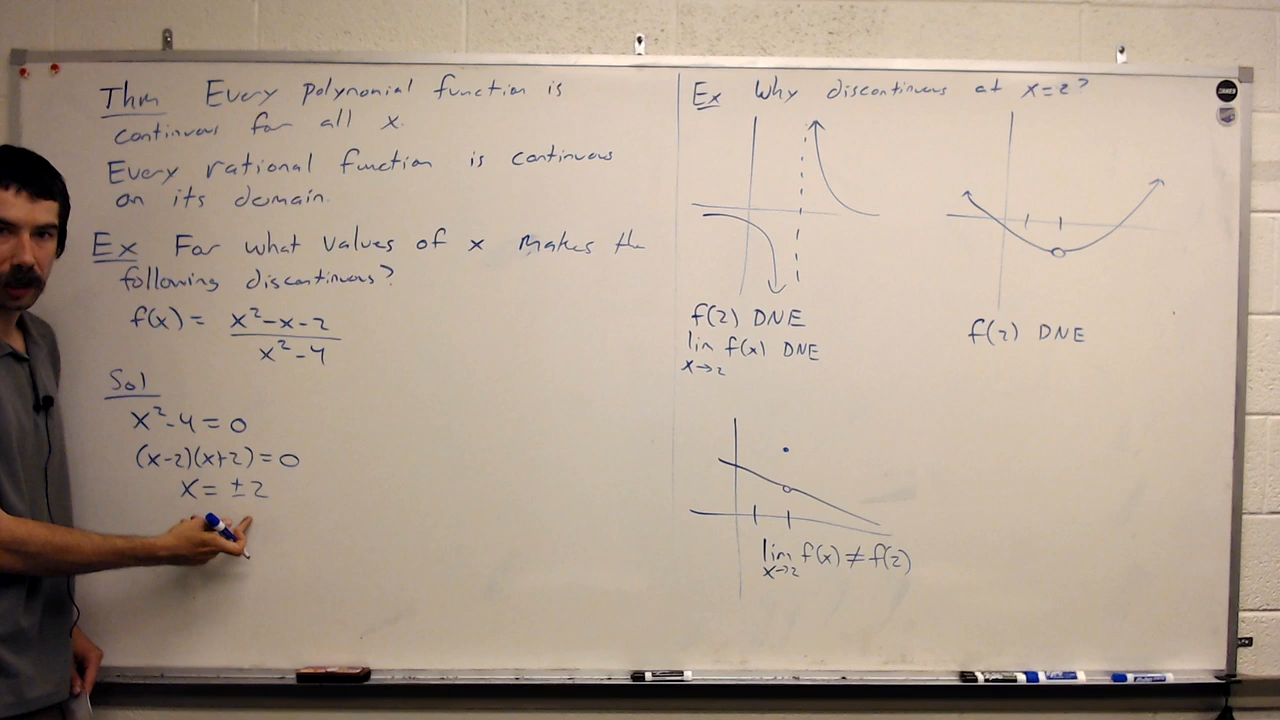 Thm Every polynomial function is
continuous for all x.
Every rational function is continuous
on its domain.
Ex For what values of x makes the
following discontinuous?
f(x) = x²-x-2
x²-4
Sol
x²-4=0
(x-2)(x+2)=0
x= ±2
Ex Why discontinuous at x=2?
f(2) DNE
lim f(x) DNE
x→2
f(2) DNE
lim f(x) ≠ f(2)
x→2